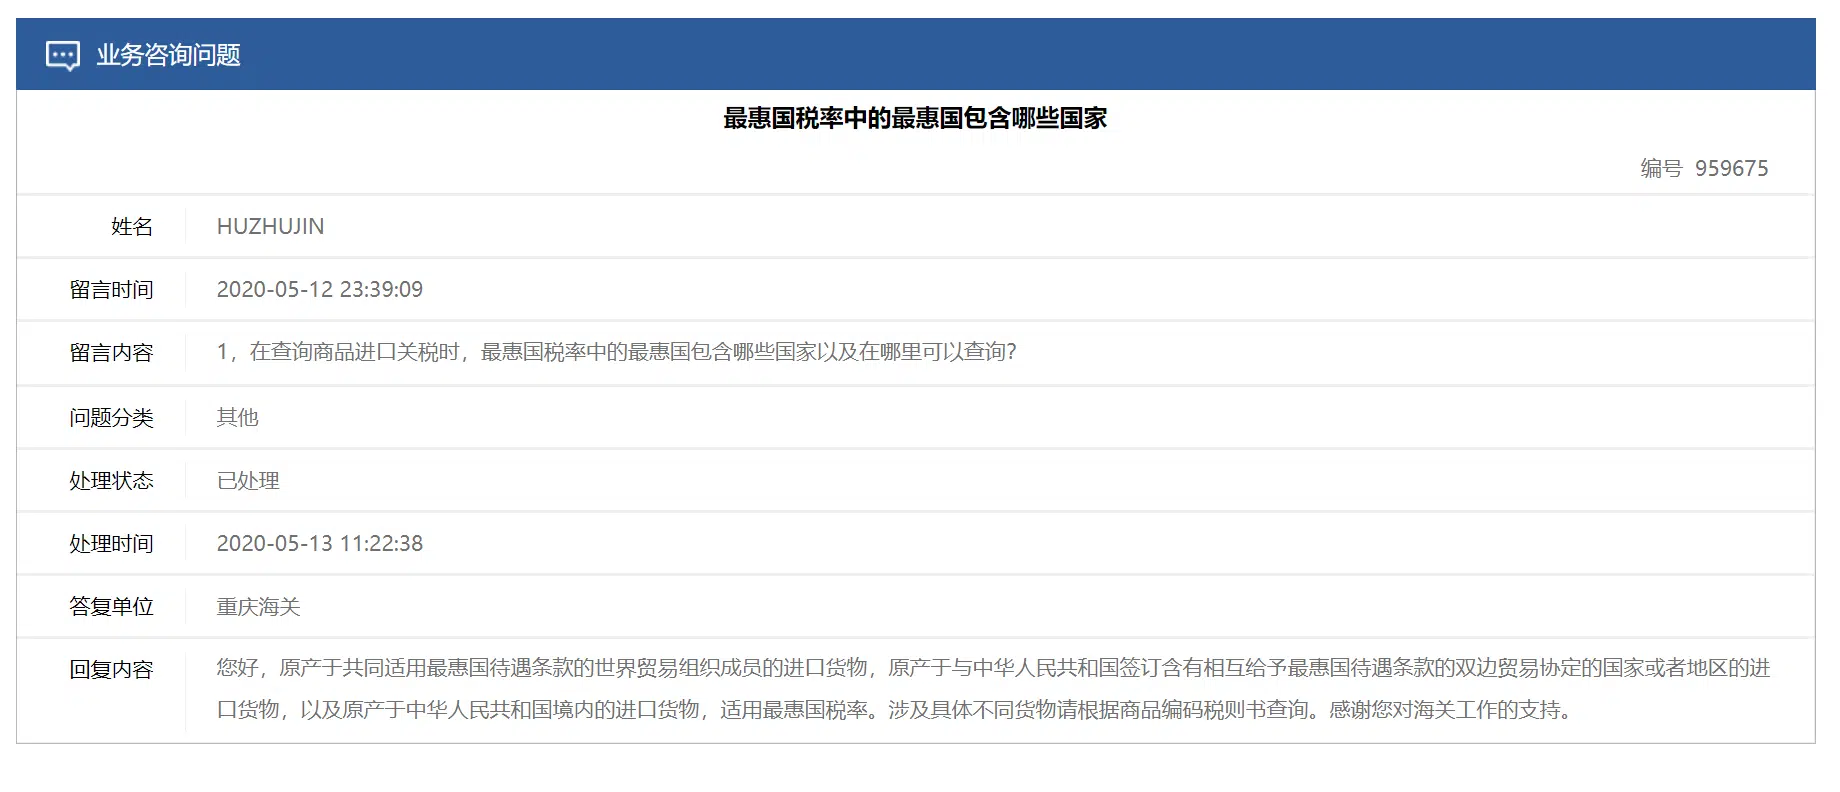 业务咨询问题
最惠国税率中的最惠国包含哪些国家
编号 959675
姓名 HUZHUJIN
留言时间 2020-05-12 23:39:09
留言内容 1，在查询商品进口关税时，最惠国税率中的最惠国包含哪些国家以及在哪里可以查询？
问题分类 其他
处理状态 已处理
处理时间 2020-05-13 11:22:38
答复单位 重庆海关
回复内容 您好，原产于共同适用最惠国待遇条款的世界贸易组织成员的进口货物，原产于与中华人民共和国签订含有相互给予最惠国待遇条款的双边贸易协定的国家或者地区的进
口货物，以及原产于中华人民共和国境内的进口货物，适用最惠国税率。涉及具体不同货物请根据商品编码税则书查询。感谢您对海关工作的支持。